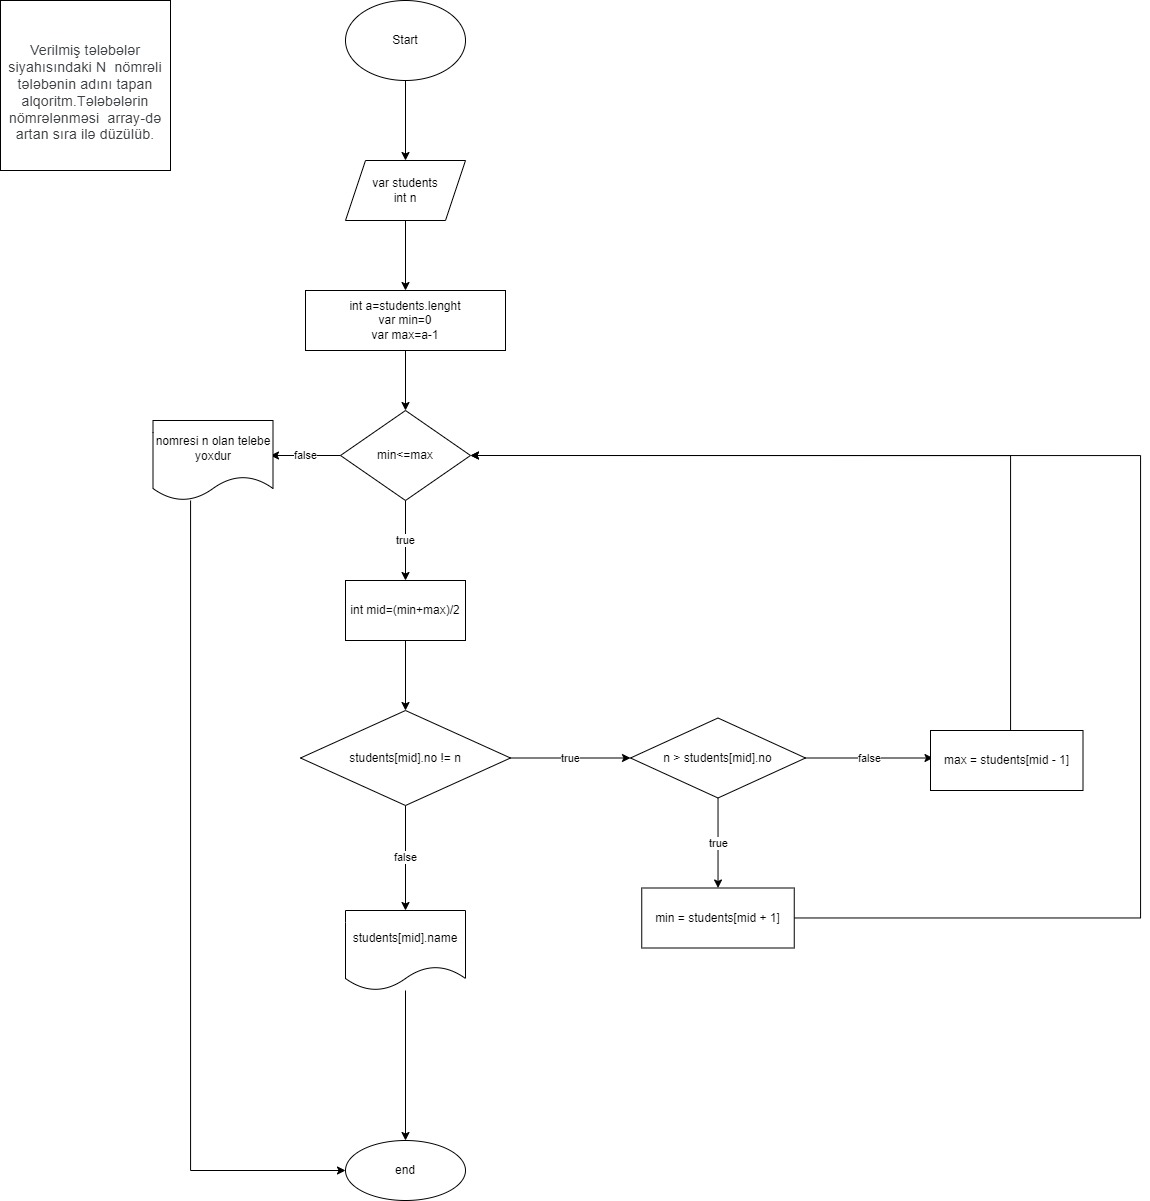 Verilmiş tələbələr
siyahısındaki N nömrəli
tələbənin adını tapan
alqoritm.Tələbələrin
nömrələnməsi array-də
artan sıra ilə düzülüb.
Start
var students
int n
int a=students.lenght
var min=0
var max=a-1
nomresi n olan telebe
yoxdur
false
min<=max
true
int mid=(min+max)/2
students[mid].no != n
true
n > students[mid].no
false
max = students[mid - 1]
true
false
min = students[mid + 1]
students[mid].name
end